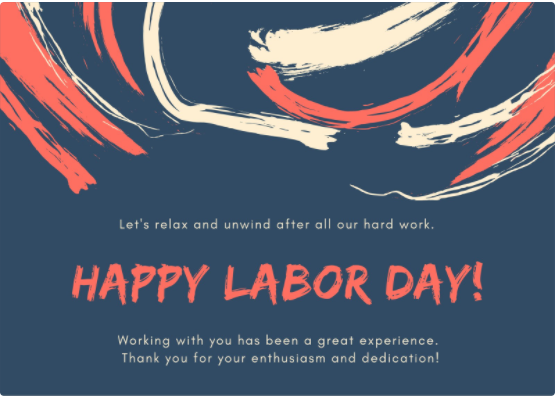 Let's relax and unwind after all our hard work.
HAPPY LABOR DAY!
Working with you has been a great experience.
Thank you for your enthusiasm and dedication!